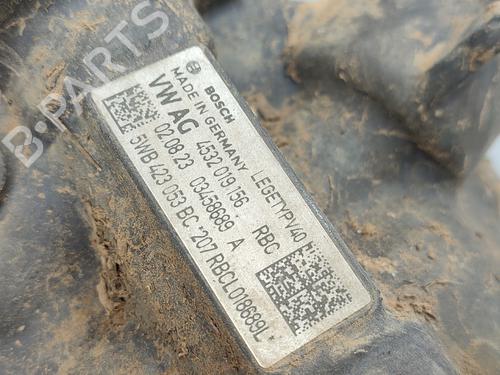 B-PARTS
BOSCH
MADE IN GERMANY LEGETYPV40
VW AG 4532 019 156 RBC
02.08.23 03458689 A
5WB 423 053 BC *207 RBCL018689L*